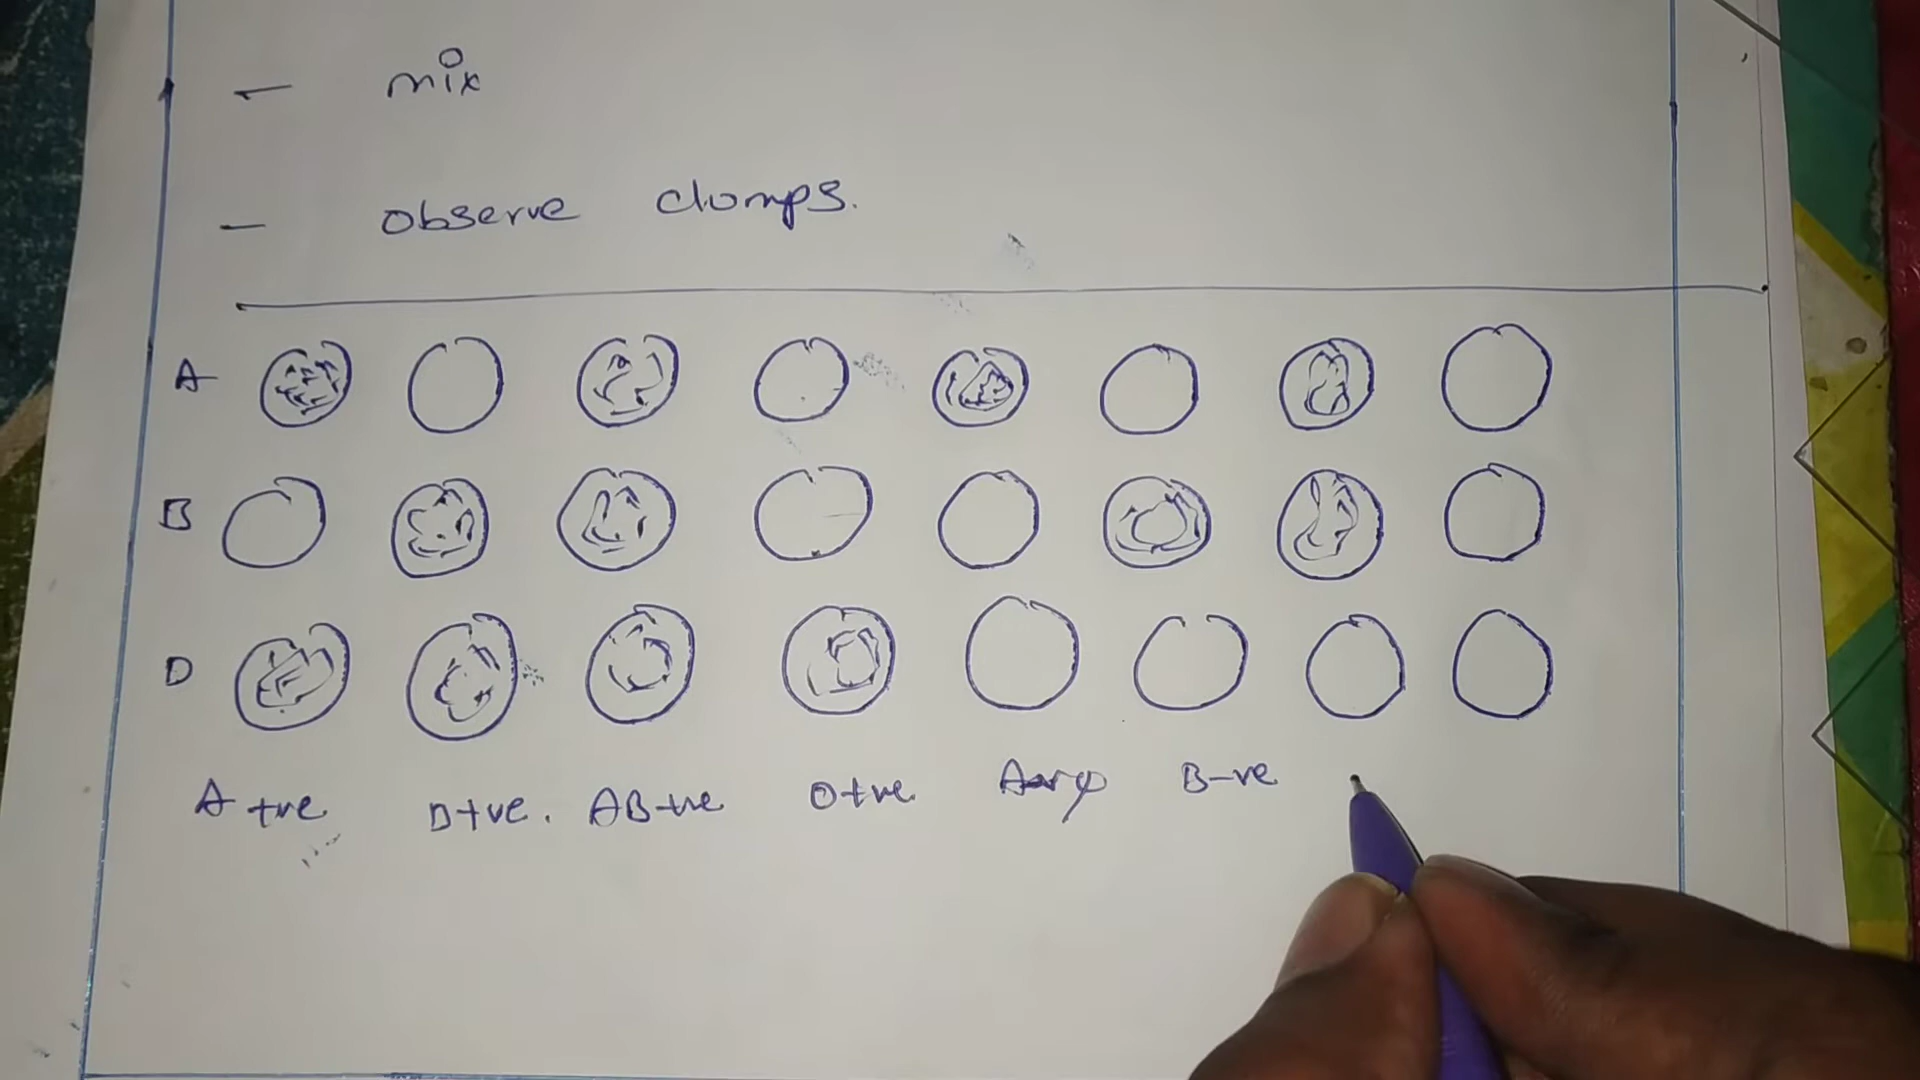 - mix
- observe clumps.
A
B
D
A +ve B+ve. AB+ve O+ve B-ve